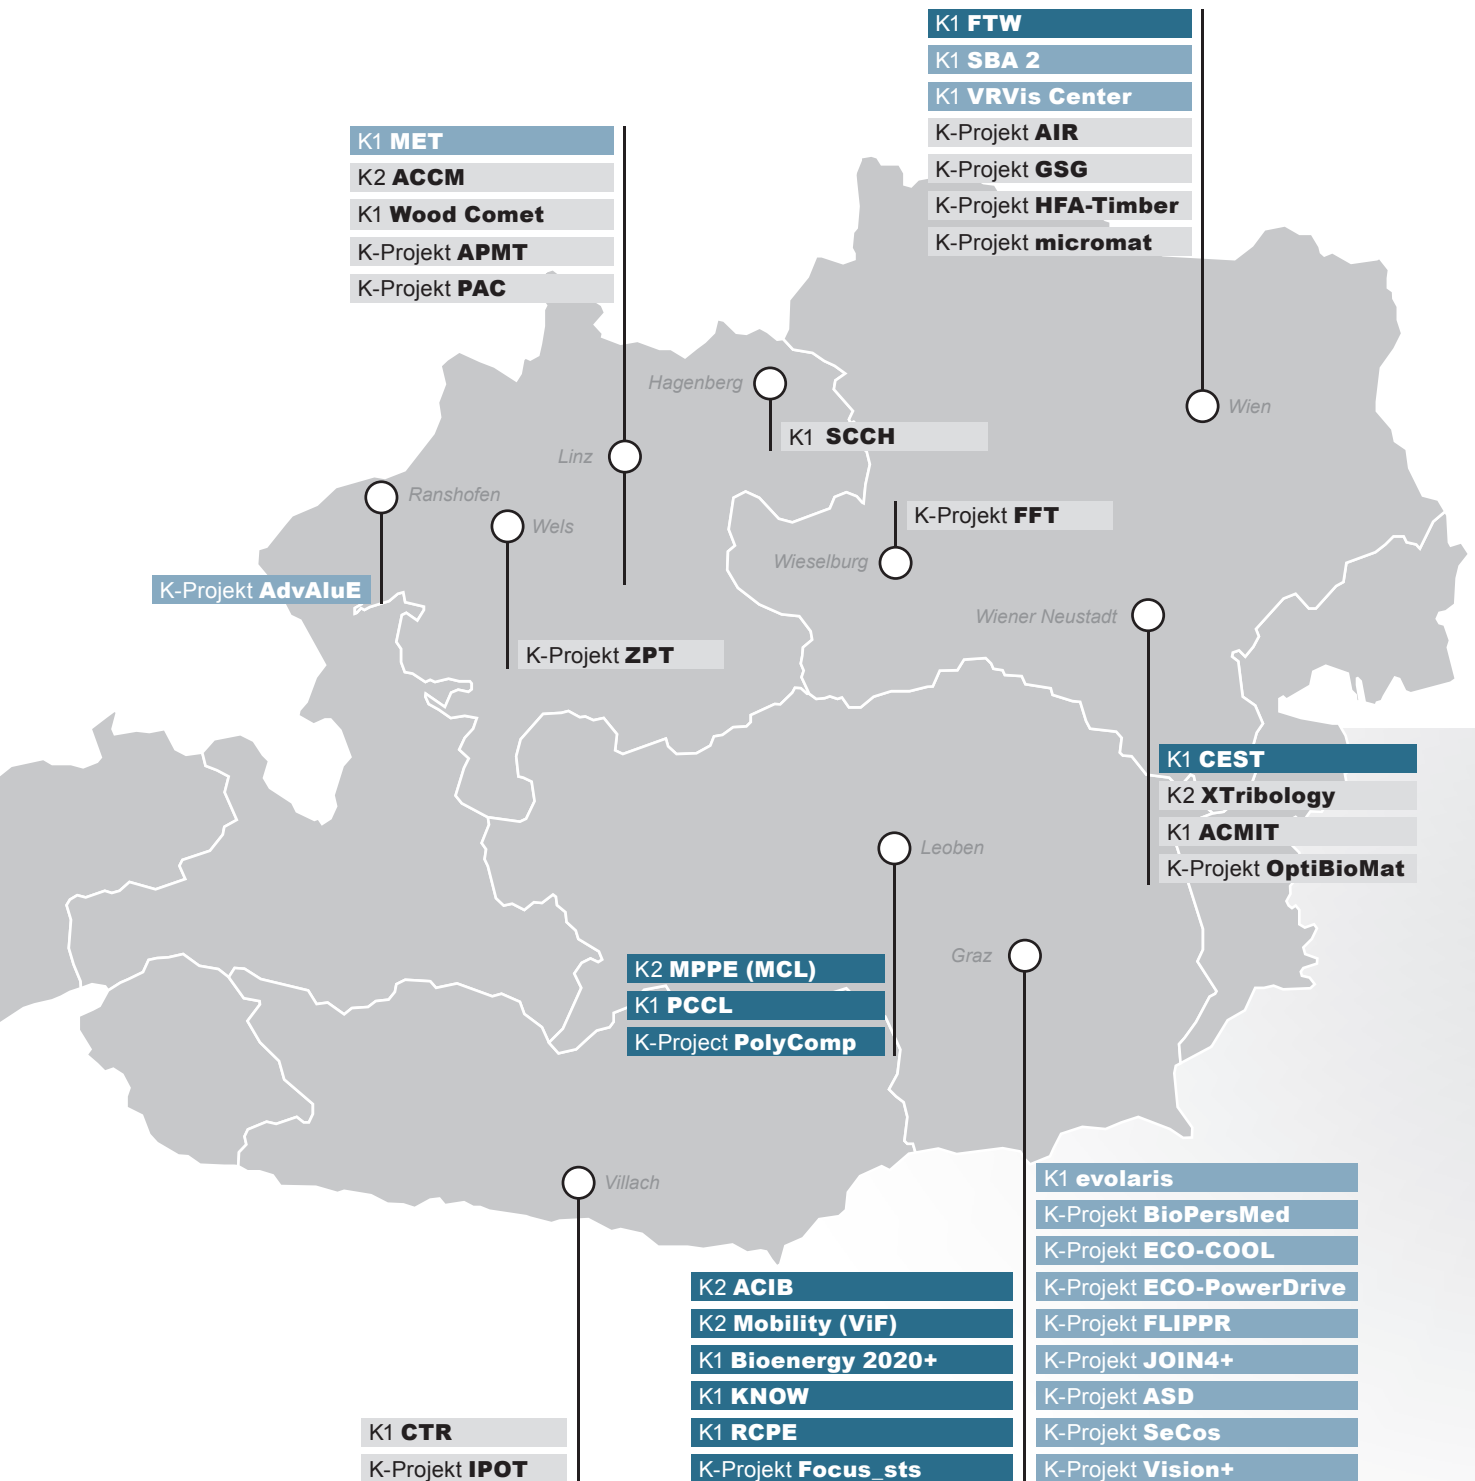 K1 FTW
K1 SBA 2
K1 VRVis Center
K-Projekt AIR
K-Projekt GSG
K-Projekt HFA-Timber
K-Projekt micromat
K1 MET
K2 ACCM
K1 Wood Comet
K-Projekt APMT
K-Projekt PAC
Hagenberg
Wien
K1 SCCH
Linz
Ranshofen
Wels
K-Projekt FFT
Wieselburg
K-Projekt AdvAluE
Wiener Neustadt
K-Projekt ZPT
K1 CEST
K2 XTribology
K1 ACMIT
K-Projekt OptiBioMat
Leoben
Graz
K2 MPPE (MCL)
K1 PCCL
K-Project PolyComp
Villach
K1 evolaris
K-Projekt BioPersMed
K-Projekt ECO-COOL
K-Projekt ECO-PowerDrive
K-Projekt FLIPPR
K-Projekt JOIN4+
K-Projekt ASD
K-Projekt SeCos
K-Projekt Vision+
K2 ACIB
K2 Mobility (ViF)
K1 Bioenergy 2020+
K1 KNOW
K1 RCPE
K-Projekt Focus_sts
K1 CTR
K-Projekt IPOT